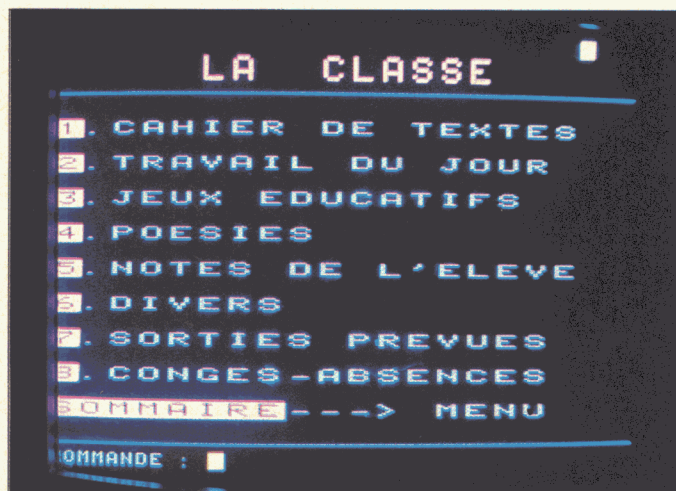 LA CLASSE
1. CAHIER DE TEXTES
2. TRAVAIL DU JOUR
3. JEUX EDUCATIFS
4. POESIES
5. NOTES DE L'ELEVE
6. DIVERS
7. SORTIES PREVUES
8. CONGES-ABSENCES
SOMMAIRE---> MENU
OMMANDE :